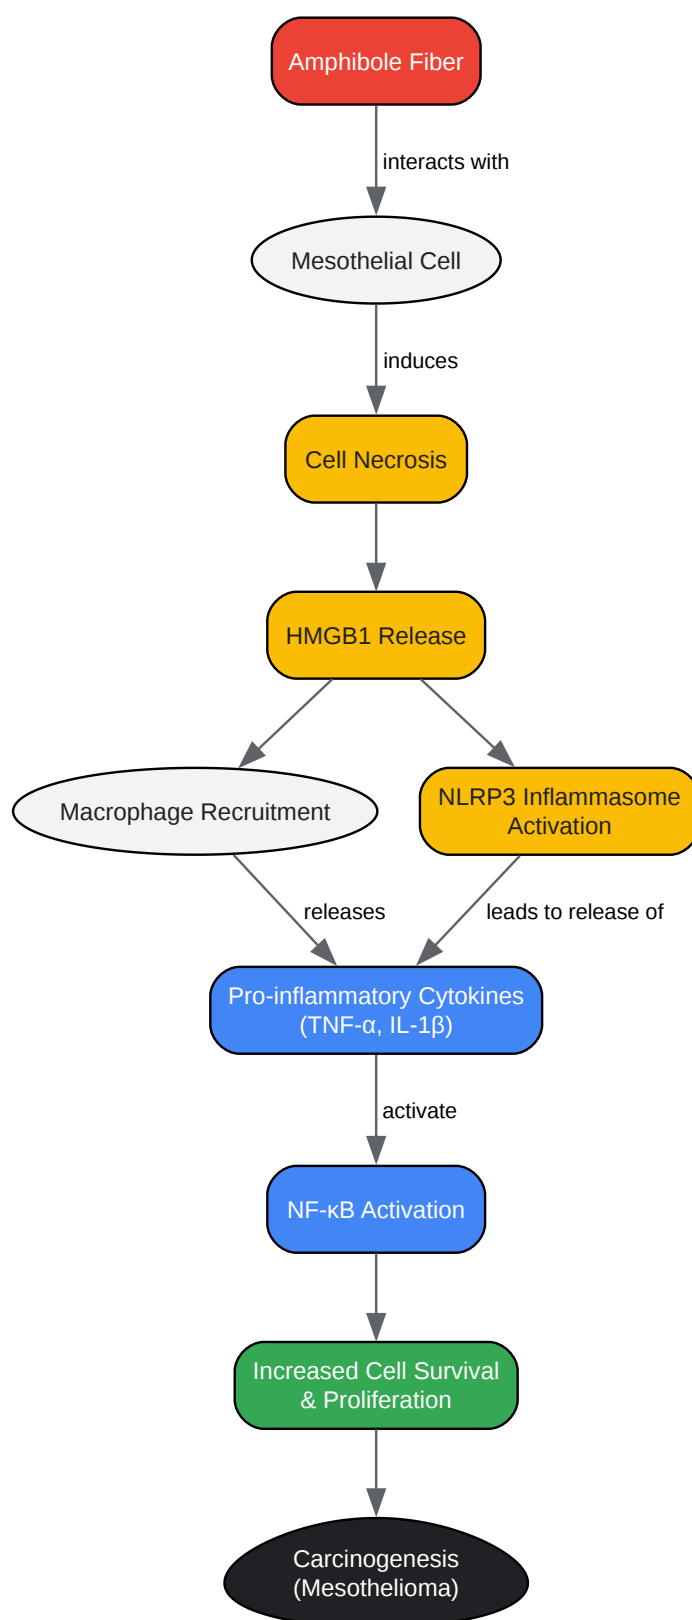 Amphibole Fiber
interacts with
Mesothelial Cell
induces
Cell Necrosis
HMGB1 Release
Macrophage Recruitment
NLRP3 Inflammasome
Activation
releases
leads to release of
Pro-inflammatory Cytokines
(TNF-α, IL-1β)
activate
NF-κB Activation
Increased Cell Survival
& Proliferation
Carcinogenesis
(Mesothelioma)